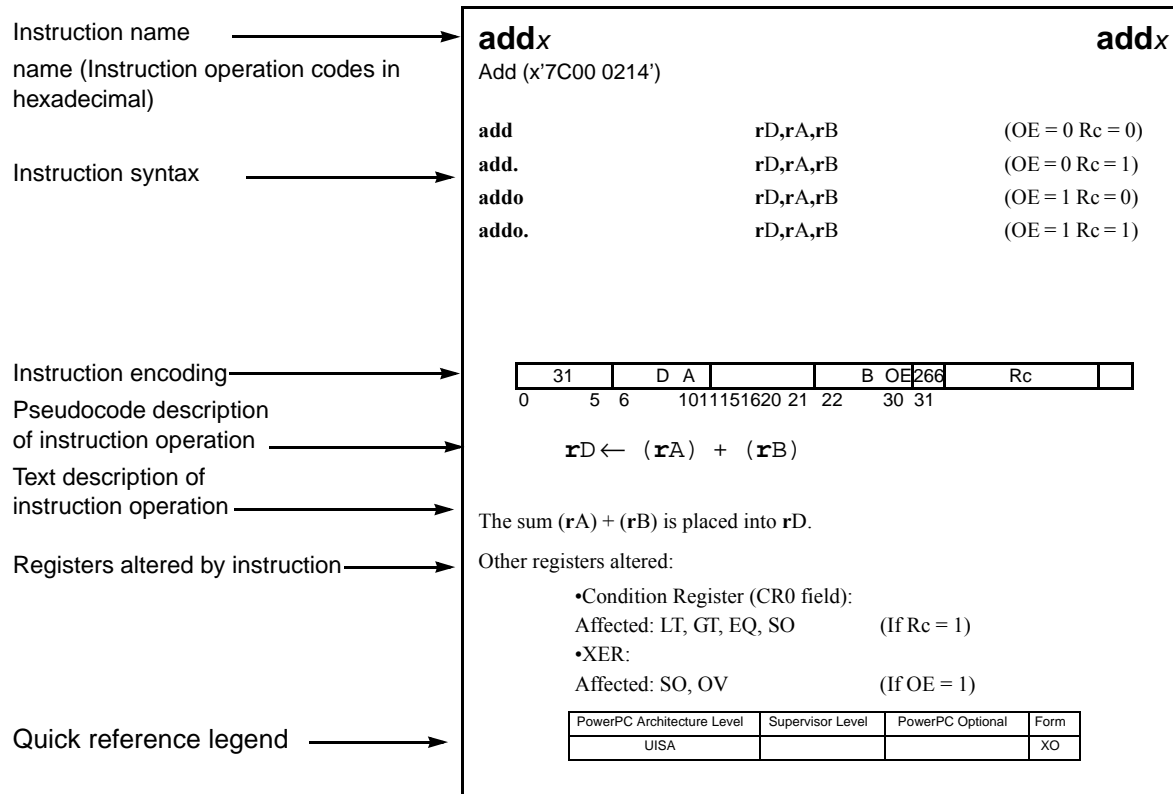 Instruction name
name (Instruction operation codes in
hexadecimal)
Instruction syntax
Instruction encoding
Pseudocode description
of instruction operation
Text description of
instruction operation
Registers altered by instruction
Quick reference legend
addx addx
Add (x'7C00 0214')
add rD,rA,rB (OE = 0 Rc = 0)
add. rD,rA,rB (OE = 0 Rc = 1)
addo rD,rA,rB (OE = 1 Rc = 0)
addo. rD,rA,rB (OE = 1 Rc = 1)
31 D A B OE 266 Rc
0 5 6 1011151620 21 22 30 31
rD← (rA) + (rB)
The sum (rA) + (rB) is placed into rD.
Other registers altered:
•Condition Register (CR0 field):
Affected: LT, GT, EQ, SO (If Rc = 1)
•XER:
Affected: SO, OV (If OE = 1)
PowerPC Architecture Level Supervisor Level PowerPC Optional Form
UISA XO